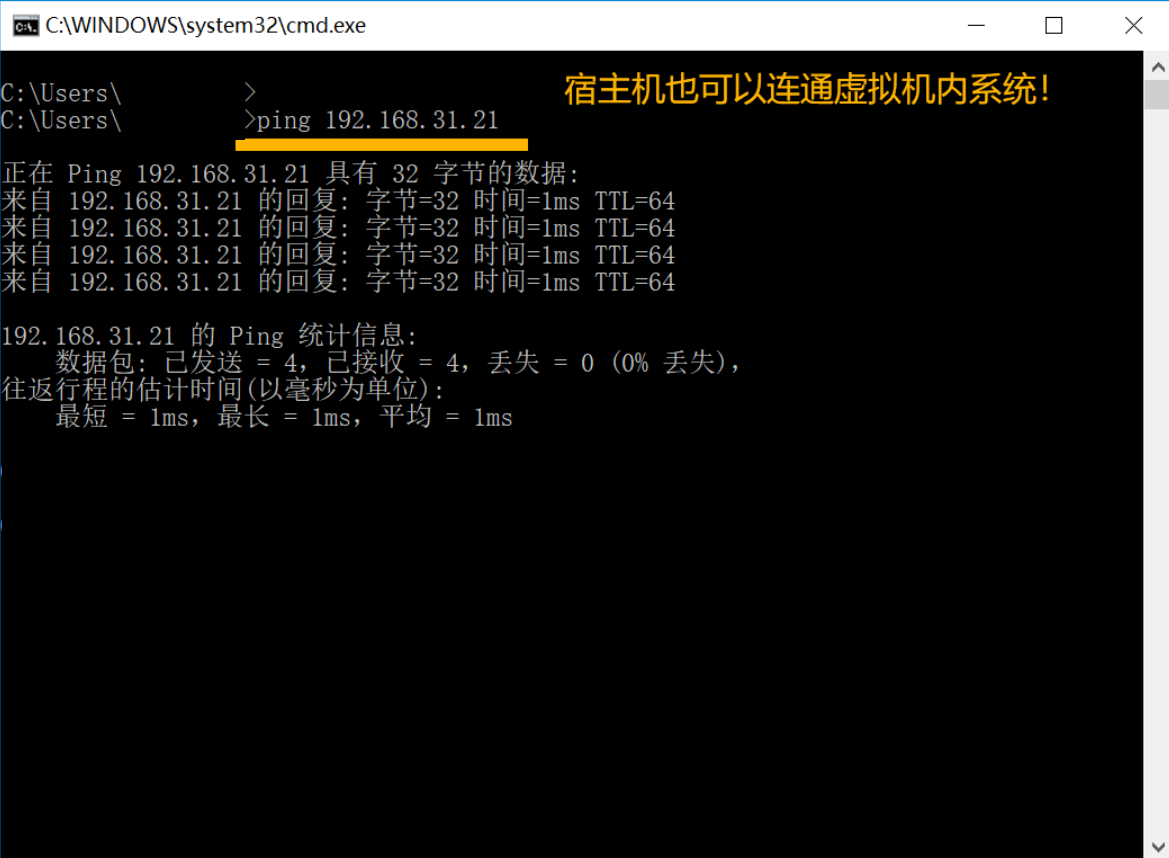 C:\WINDOWS\system32\cmd.exe
宿主机也可以连通虚拟机内系统!
C:\Users\ >
C:\Users\ >ping 192.168.31.21
正在 Ping 192.168.31.21 具有 32 字节的数据:
来自 192.168.31.21 的回复: 字节=32 时间=1ms TTL=64
来自 192.168.31.21 的回复: 字节=32 时间=1ms TTL=64
来自 192.168.31.21 的回复: 字节=32 时间=1ms TTL=64
来自 192.168.31.21 的回复: 字节=32 时间=1ms TTL=64
192.168.31.21 的 Ping 统计信息:
数据包: 已发送 = 4，已接收 = 4，丢失 = 0 (0% 丢失)，
往返行程的估计时间(以毫秒为单位):
最短 = 1ms，最长 = 1ms，平均 = 1ms